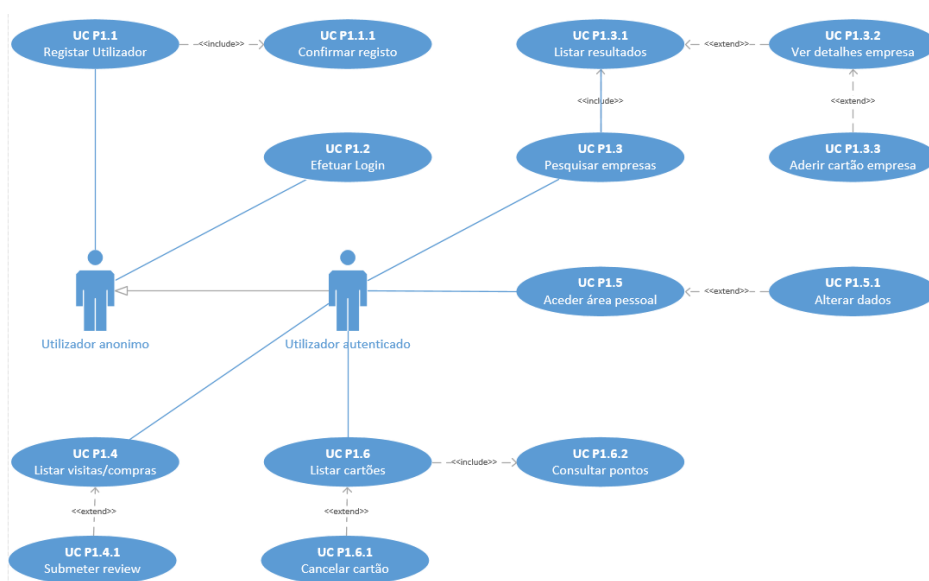 UC P1.1
Registar Utilizador
<<include>>
UC P1.1.1
Confirmar registo
UC P1.3.1
Listar resultados
<<extend>>
UC P1.3.2
Ver detalhes empresa
<<include>>
<<extend>>
UC P1.2
Efetuar Login
UC P1.3
Pesquisar empresas
UC P1.3.3
Aderir cartão empresa
UC P1.5
Aceder área pessoal
<<extend>>
UC P1.5.1
Alterar dados
Utilizador anonimo
Utilizador autenticado
UC P1.4
Listar visitas/compras
UC P1.6
Listar cartões
<<include>>
UC P1.6.2
Consultar pontos
<<extend>>
<<extend>>
UC P1.4.1
Submeter review
UC P1.6.1
Cancelar cartão